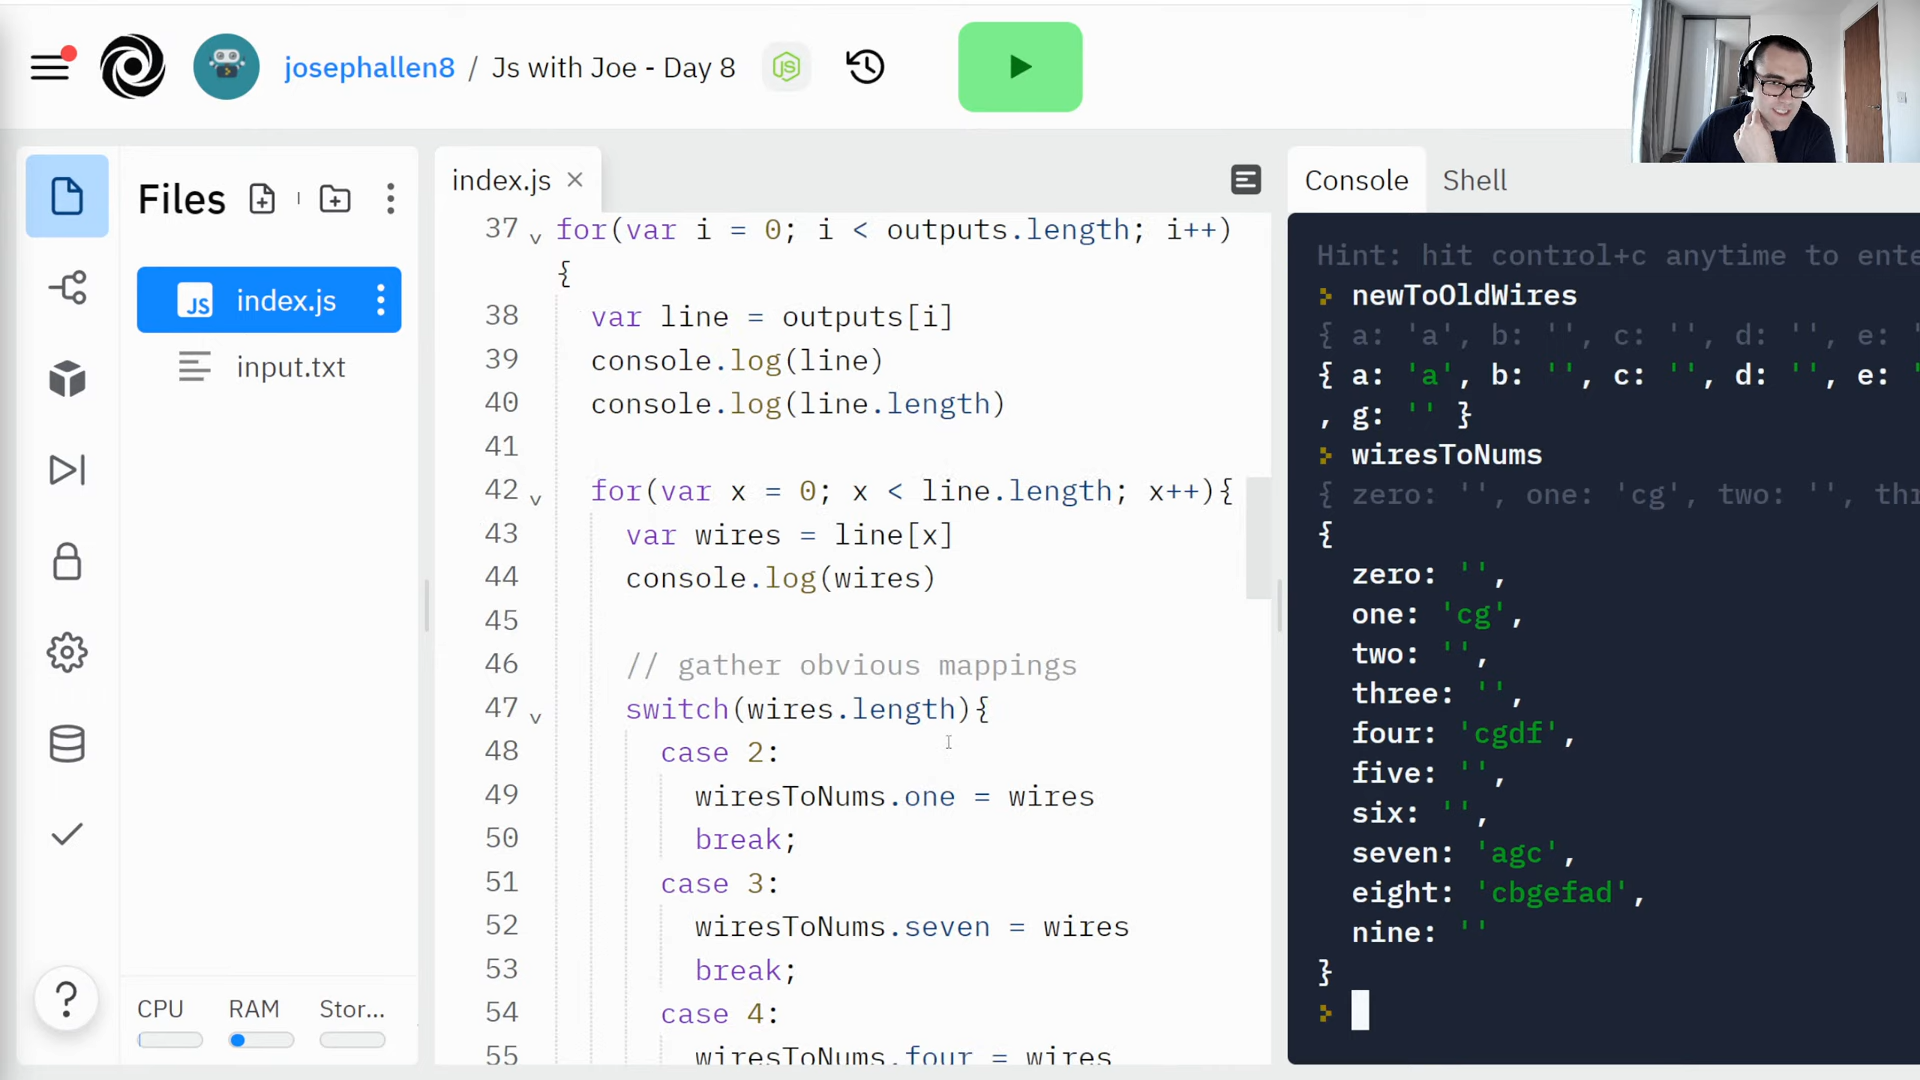 josephallen8 / Js with Joe - Day 8
Files
index.js
input.txt
CPU RAM Stor...
index.js
37 for(var i = 0; i < outputs.length; i++)
{
38 var line = outputs[i]
39 console.log(line)
40 console.log(line.length)
41
42 for(var x = 0; x < line.length; x++){
43 var wires = line[x]
44 console.log(wires)
45
46 // gather obvious mappings
47 switch(wires.length){
48 case 2:
49 wiresToNums.one = wires
50 break;
51 case 3:
52 wiresToNums.seven = wires
53 break;
54 case 4:
55 wiresToNums.four = wires
Console Shell
Hint: hit control+c anytime to ente
newToOldWires
{ a: 'a', b: '', c: '', d: '', e: '
{ a: 'a', b: '', c: '', d: '', e: '
, g: '' }
wiresToNums
{ zero: '', one: 'cg', two: '', thr
{
zero: '',
one: 'cg',
two: '',
three: '',
four: 'cgdf',
five: '',
six: '',
seven: 'agc',
eight: 'cbgefad',
nine: ''
}